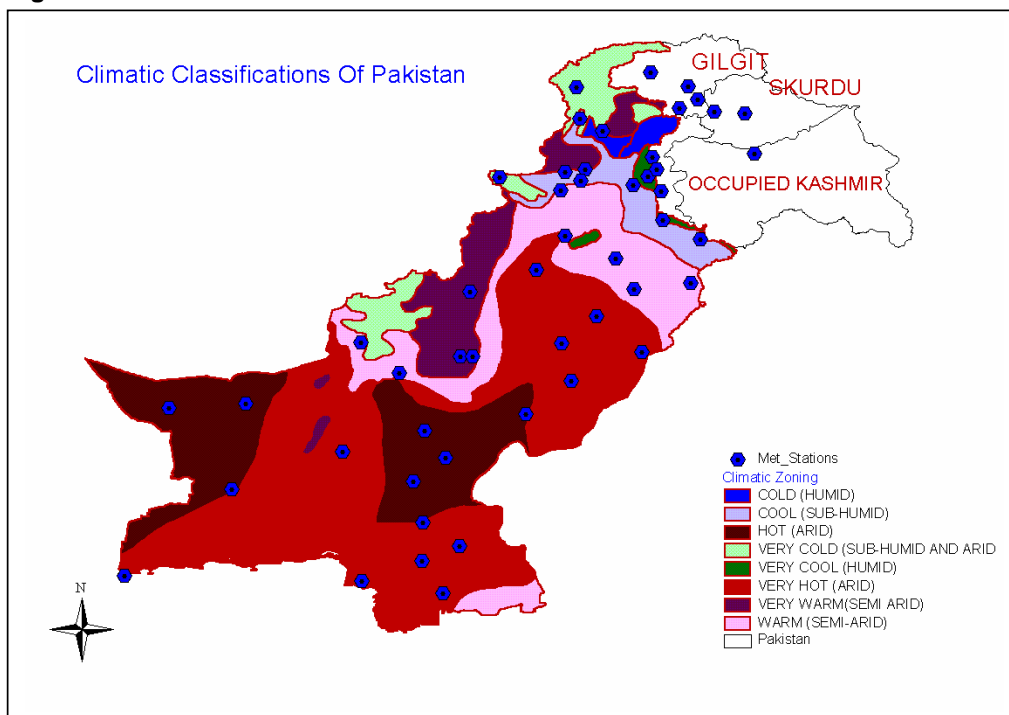 Climatic Classifications Of Pakistan
GILGIT
SKURDU
OCCUPIED KASHMIR
Met_Stations
Climatic Zoning
COLD (HUMID)
COOL (SUB-HUMID)
HOT (ARID)
VERY COLD (SUB-HUMID AND ARID
VERY COOL (HUMID)
VERY HOT (ARID)
VERY WARM(SEMI ARID)
WARM (SEMI-ARID)
Pakistan
N